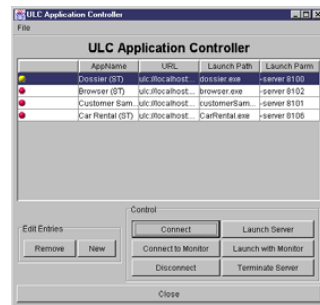 ULC Application Controller
File
ULC Application Controller
AppName URL Launch Path Launch Parm
Dossier (ST) ulc://localhost... dossier.exe -server 8100
Browser (ST) ulc://localhost... browser.exe -server 8102
Customer Sam... ulc://localhost... customerSam... -server 8101
Car Rental (ST) ulc://localhost... CarRental.exe -server 8106
Control
Edit Entries
Connect Launch Server
Remove New Connect to Monitor Launch with Monitor
Disconnect Terminate Server
Close